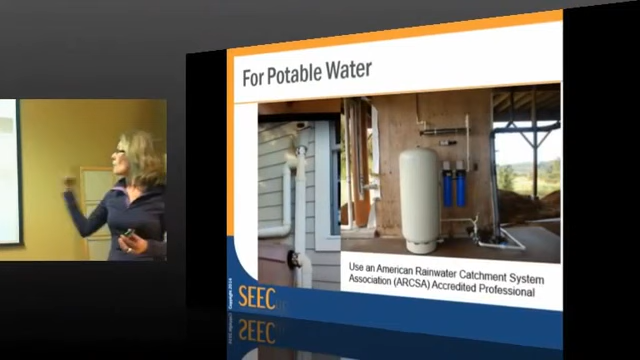 For Potable Water
Use an American Rainwater Catchment System
Association (ARCSA) Accredited Professional
SEEC